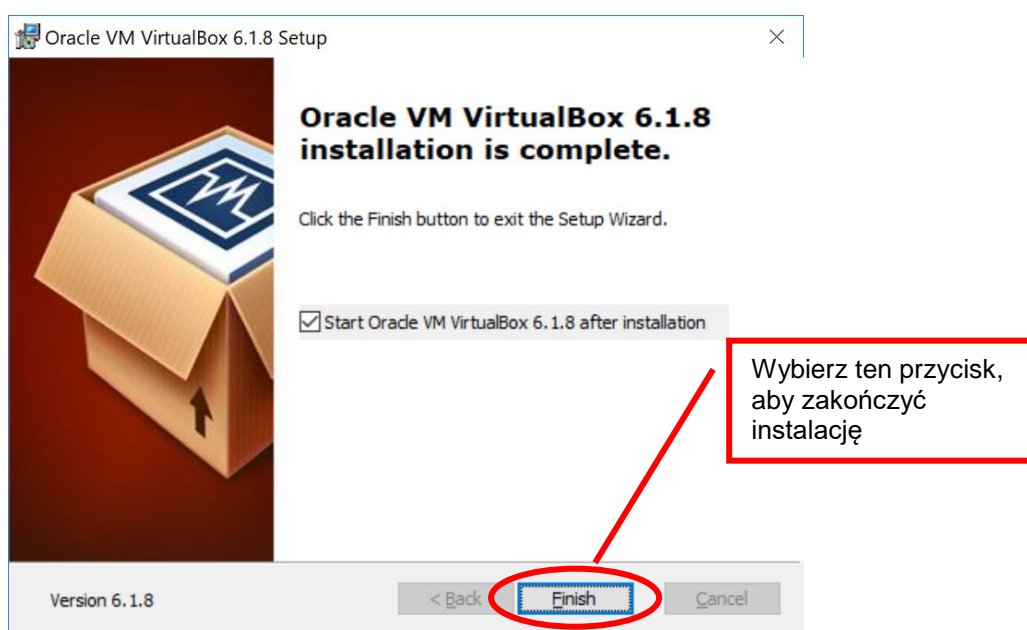 Oracle VM VirtualBox 6.1.8 Setup
Oracle VM VirtualBox 6.1.8
installation is complete.
Click the Finish button to exit the Setup Wizard.
Start Oracle VM VirtualBox 6.1.8 after installation
Wybierz ten przycisk,
aby zakończyć
instalację
Version 6.1.8
< Back
Finish
Cancel